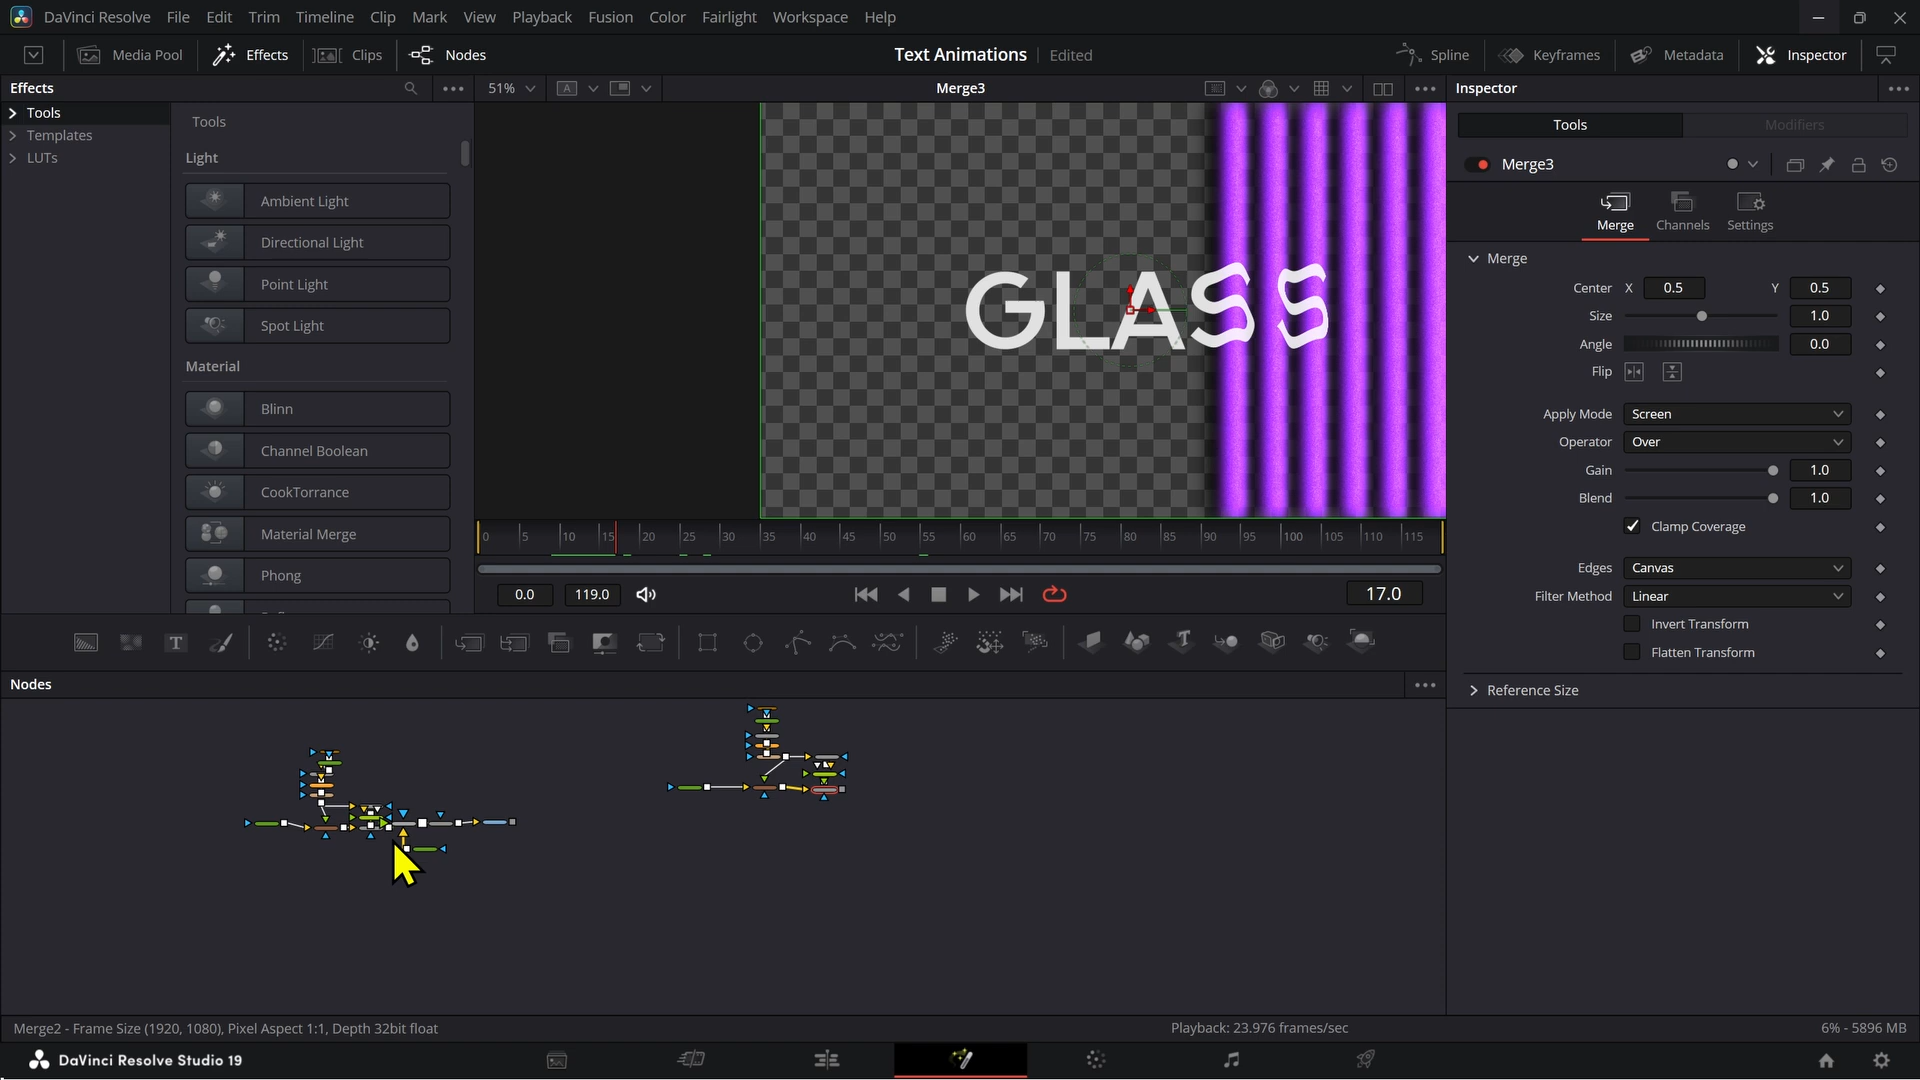 DaVinci Resolve File Edit Trim Timeline Clip Mark View Playback Fusion Color Fairlight Workspace Help
Media Pool Effects Clips Nodes Text Animations Edited Spline Keyframes Metadata Inspector
Effects 51% A Merge3 Inspector
Tools
Templates
LUTs
Tools
Light
Ambient Light
Directional Light
Point Light
Spot Light
Material
Blinn
Channel Boolean
CookTorrance
Material Merge
Phong
GLASS
0 5 10 15 20 25 30 35 40 45 50 55 60 65 70 75 80 85 90 95 100 105 110 115
0.0 119.0 17.0
Tools Modifiers
Merge3
Merge Channels Settings
Merge
Center X 0.5 Y 0.5
Size 1.0
Angle 0.0
Flip
Apply Mode Screen
Operator Over
Gain 1.0
Blend 1.0
Clamp Coverage
Edges Canvas
Filter Method Linear
Invert Transform
Flatten Transform
Reference Size
T T
Nodes
Merge2 - Frame Size (1920, 1080), Pixel Aspect 1:1, Depth 32bit float Playback: 23.976 frames/sec 6% - 5896 MB
DaVinci Resolve Studio 19